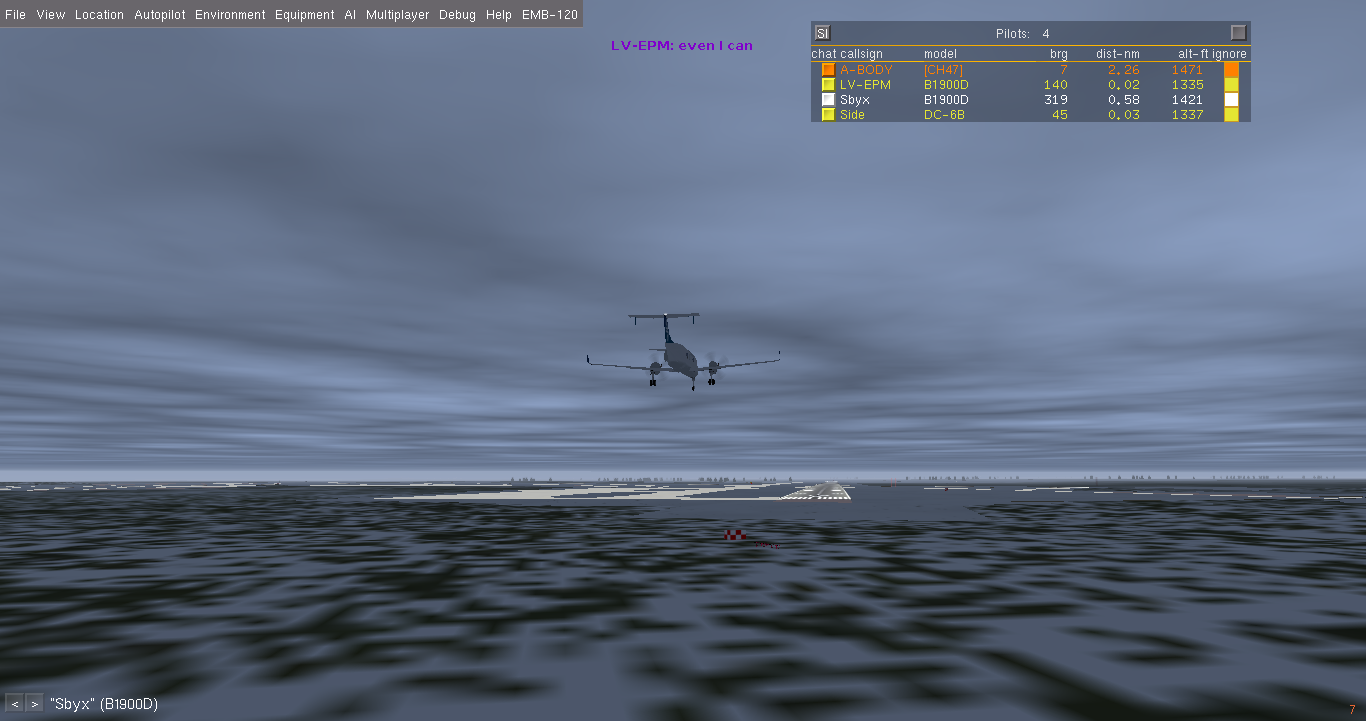 File View Location Autopilot Environment Equipment AI Multiplayer Debug Help EMB-120
LV-EPM: even I can
SI Pilots: 4
chat callsign model brg dist-nm alt-ft ignore
A-BODY [CH47] 7 2.26 1471
LV-EPM B1900D 140 0.02 1335
Sbyx B1900D 319 0.58 1421
Side DC-6B 45 0.03 1337
< > "Sbyx" (B1900D)
7